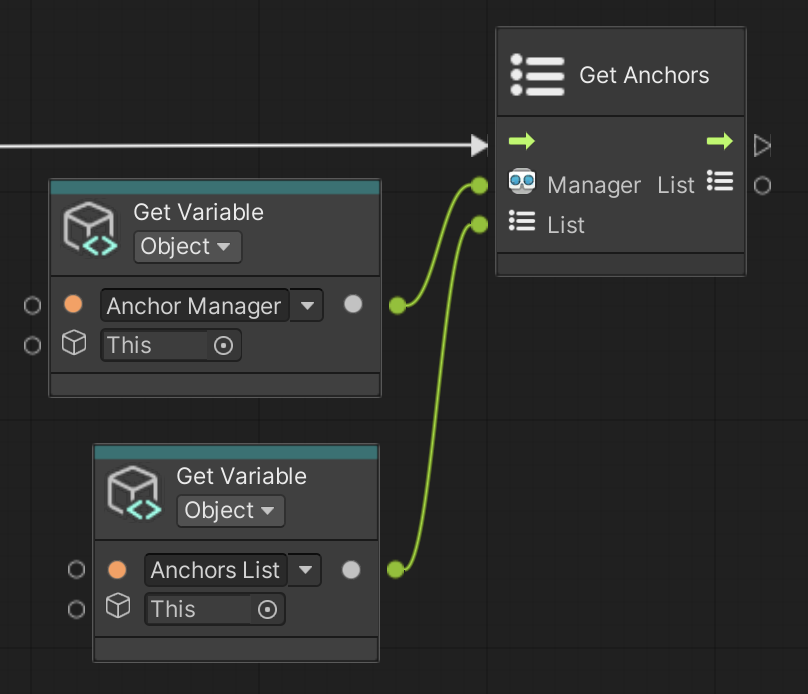 Get Anchors
Manager List
List
Get Variable
Object
Anchor Manager
This
Get Variable
Object
Anchors List
This